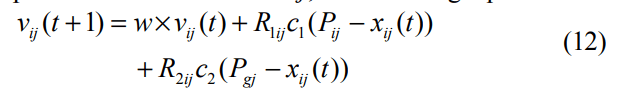 v_{ij}(t+1) = w×v_{ij}(t) + R_{1ij}c_1(P_{ij} − x_{ij}(t))
+ R_{2ij}c_2(P_{gj} − x_{ij}(t)) (12)